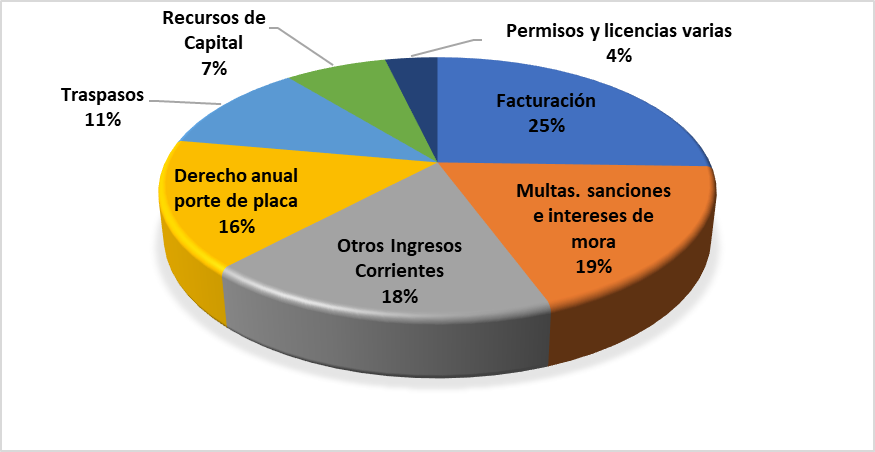 Recursos de
Capital
7%
Permisos y licencias varias
4%
Traspasos
11%
Facturación
25%
Derecho anual
porte de placa
16%
Multas. sanciones
e intereses de
mora
19%
Otros Ingresos
Corrientes
18%